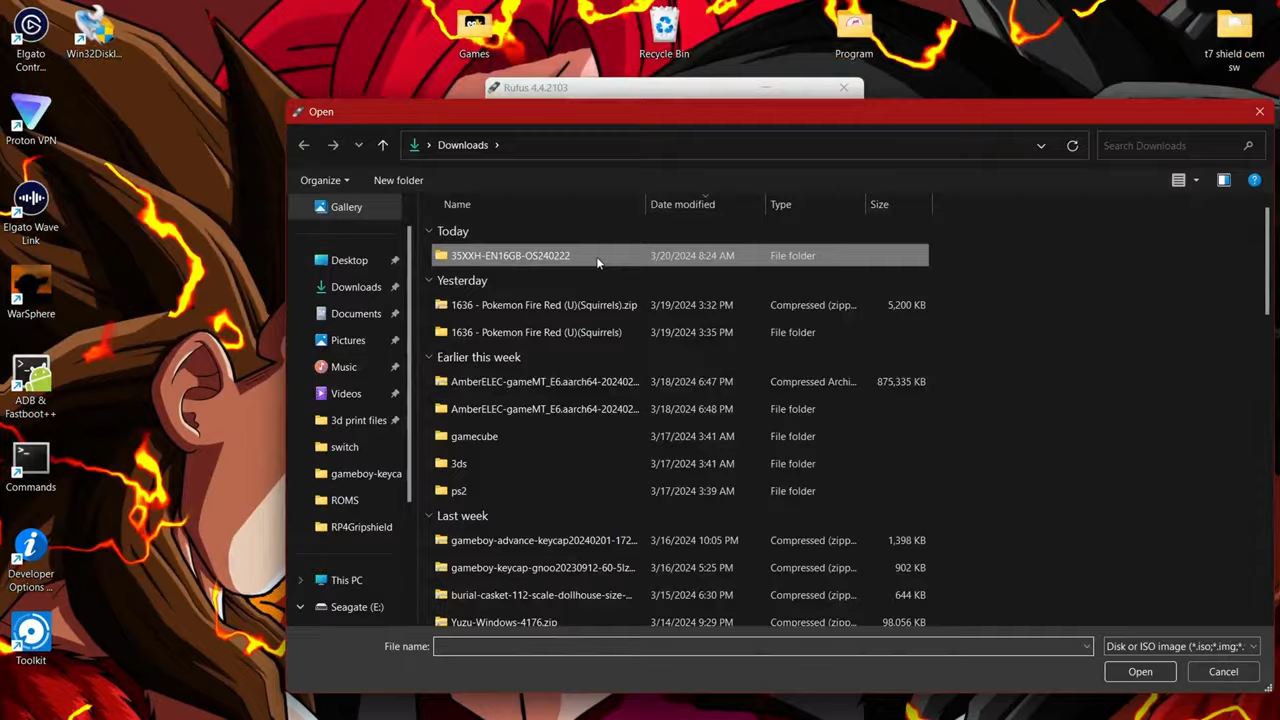 Elgato
Contr...
Win32DiskI...
Games
Recycle Bin
Program
t7 shield oem
sw
Proton VPN
Elgato Wave
Link
WarSphere
ADB &
Fastboot++
Commands
Developer
Options ...
Toolkit
Rufus 4.4.2103
Open
Downloads
Search Downloads
Organize
New folder
Gallery
Desktop
Downloads
Documents
Pictures
Music
Videos
3d print files
switch
gameboy-keyca
ROMS
RP4Gripshield
This PC
Seagate (E:)
Name Date modified Type Size
Today
35XXH-EN16GB-OS240222 3/20/2024 8:24 AM File folder
Yesterday
1636 - Pokemon Fire Red (U)(Squirrels).zip 3/19/2024 3:32 PM Compressed (zipp... 5,200 KB
1636 - Pokemon Fire Red (U)(Squirrels) 3/19/2024 3:35 PM File folder
Earlier this week
AmberELEC-gameMT_E6.aarch64-202402... 3/18/2024 6:47 PM Compressed Archi... 875,335 KB
AmberELEC-gameMT_E6.aarch64-202402... 3/18/2024 6:48 PM File folder
gamecube 3/17/2024 3:41 AM File folder
3ds 3/17/2024 3:41 AM File folder
ps2 3/17/2024 3:39 AM File folder
Last week
gameboy-advance-keycap20240201-172... 3/16/2024 10:05 PM Compressed (zipp... 1,398 KB
gameboy-keycap-gnoo20230912-60-5lz... 3/16/2024 5:25 PM Compressed (zipp... 902 KB
burial-casket-112-scale-dollhouse-size-... 3/15/2024 6:30 PM Compressed (zipp... 644 KB
Yuzu-Windows-4176.zip 3/14/2024 9:29 PM Compressed (zipp... 98,056 KB
File name:
Disk or ISO image (*.iso;*.img;*.
Open
Cancel